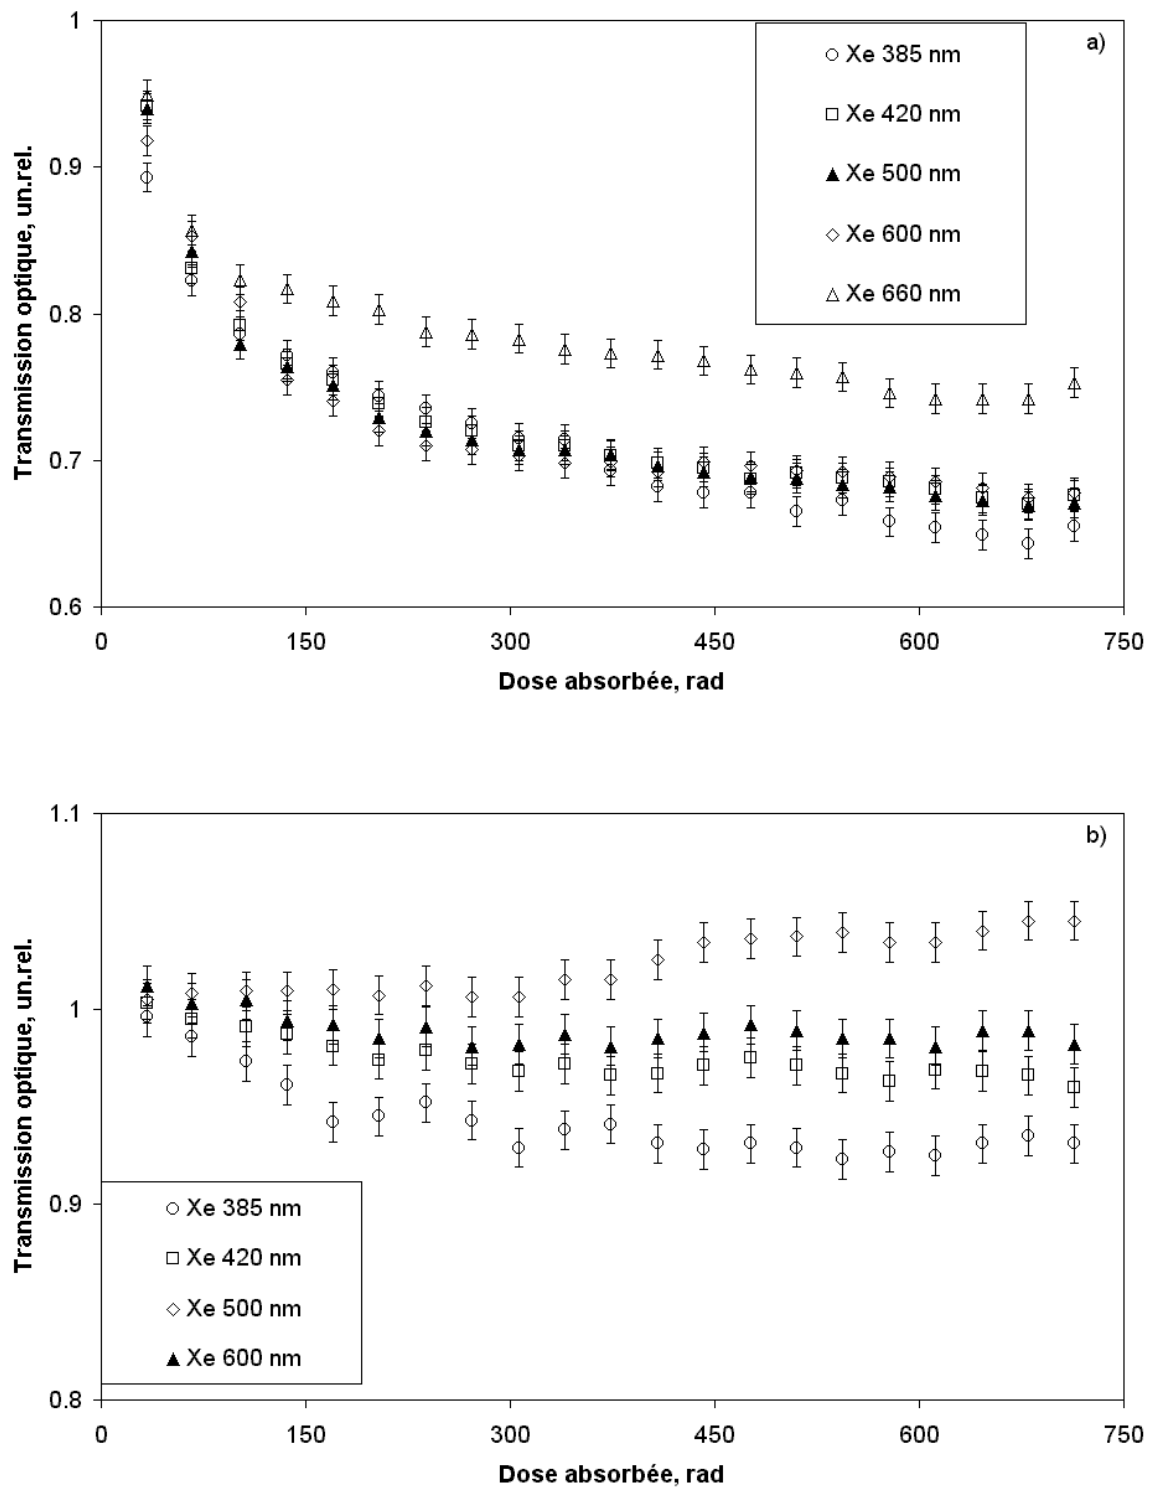 a)
Xe 385 nm
Xe 420 nm
Xe 500 nm
Xe 600 nm
Xe 660 nm
Transmission optique, un.rel.
1
0.9
0.8
0.7
0.6
0 150 300 450 600 750
Dose absorbée, rad
b)
Transmission optique, un.rel.
1.1
1
0.9
0.8
Xe 385 nm
Xe 420 nm
Xe 500 nm
Xe 600 nm
0 150 300 450 600 750
Dose absorbée, rad